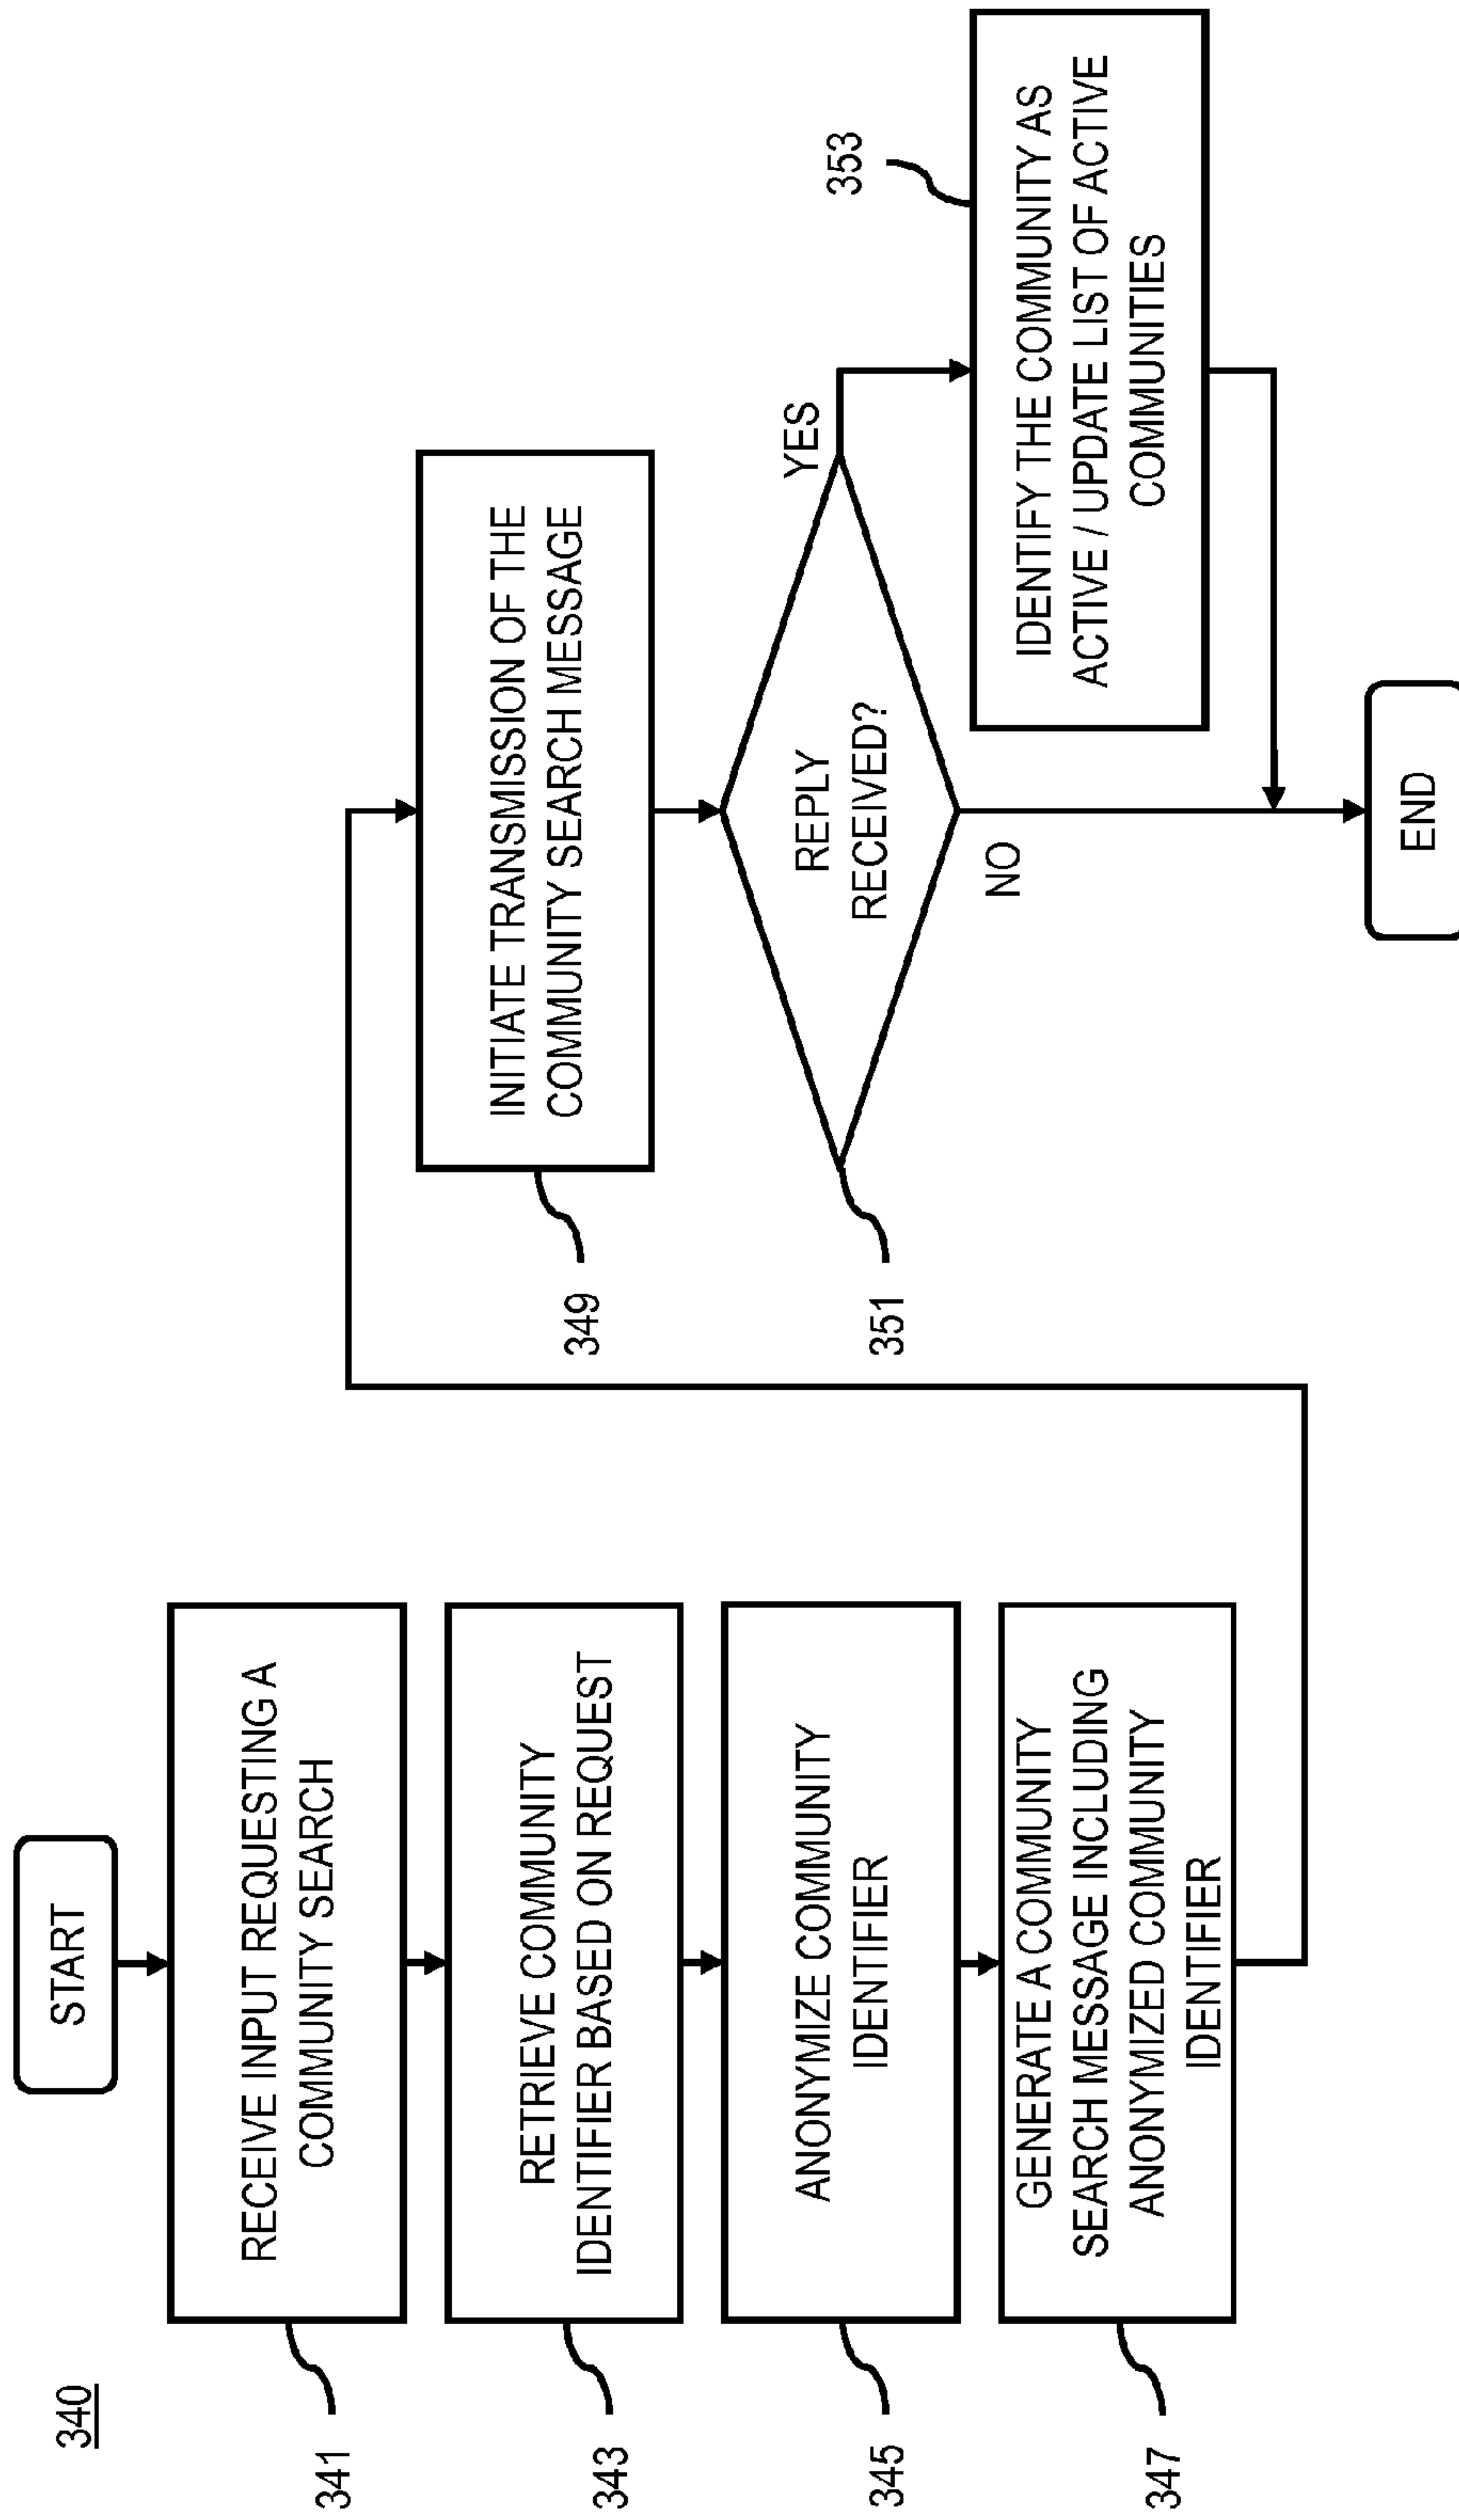 340
START
341
RECEIVE INPUT REQUESTING A
COMMUNITY SEARCH
343
RETRIEVE COMMUNITY
IDENTIFIER BASED ON REQUEST
345
ANONYMIZE COMMUNITY
IDENTIFIER
347
GENERATE A COMMUNITY
SEARCH MESSAGE INCLUDING
ANONYMIZED COMMUNITY
IDENTIFIER
349
INITIATE TRANSMISSION OF THE
COMMUNITY SEARCH MESSAGE
351
REPLY
RECEIVED?
YES
NO
353
IDENTIFY THE COMMUNITY AS
ACTIVE / UPDATE LIST OF ACTIVE
COMMUNITIES
END